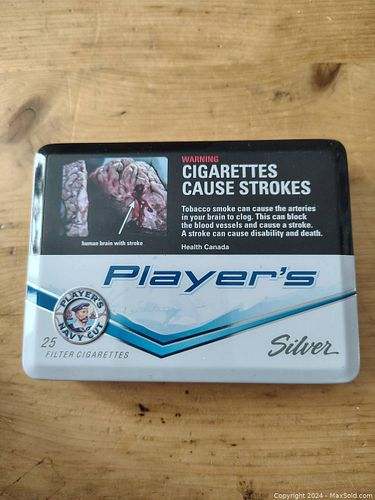 WARNING
CIGARETTES
CAUSE STROKES
Tobacco smoke can cause the arteries
in your brain to clog. This can block
the blood vessels and cause a stroke.
A stroke can cause disability and death.
Health Canada
human brain with stroke
Player's
PLAYER'S
NAVY CUT
25
FILTER CIGARETTES
Silver
Copyright 2024 - MaxSold.com